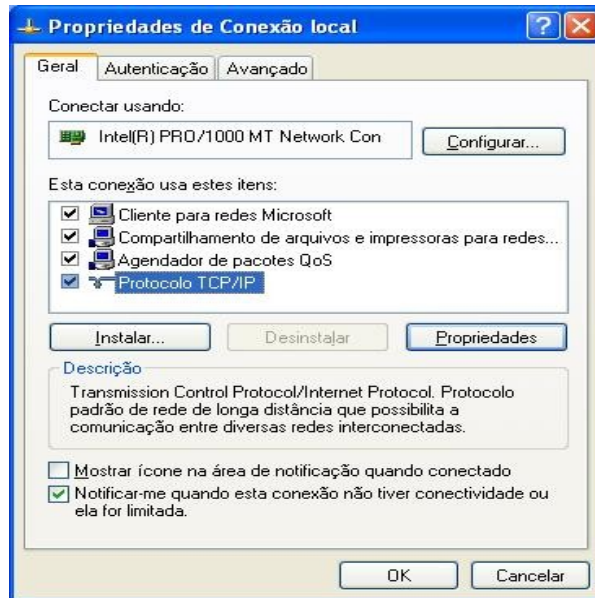 Propriedades de Conexão local
Geral Autenticação Avançado
Conectar usando:
Intel(R) PRO/1000 MT Network Con Configurar...
Esta conexão usa estes itens:
Cliente para redes Microsoft
Compartilhamento de arquivos e impressoras para redes...
Agendador de pacotes QoS
Protocolo TCP/IP
Instalar... Desinstalar Propriedades
Descrição
Transmission Control Protocol/Internet Protocol. Protocolo
padrão de rede de longa distância que possibilita a
comunicação entre diversas redes interconectadas.
Mostrar ícone na área de notificação quando conectado
Notificar-me quando esta conexão não tiver conectividade ou
ela for limitada.
OK Cancelar